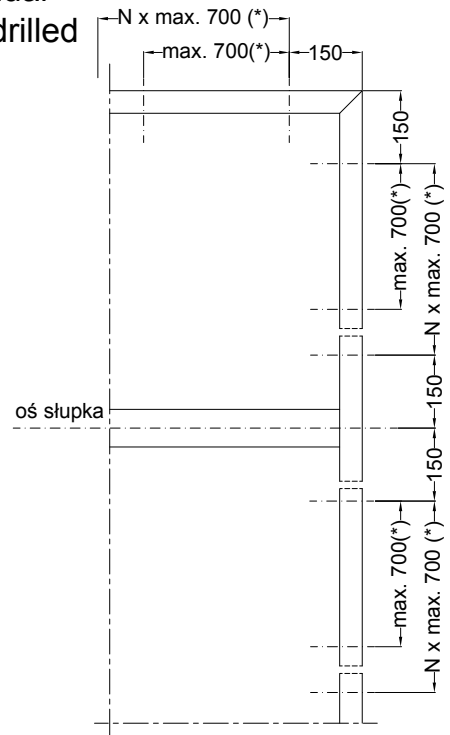 drilled
N x max. 700 (*)
max. 700(*)
150
150
max. 700(*)
N x max. 700 (*)
150
oś słupka
150
max. 700(*)
N x max. 700 (*)